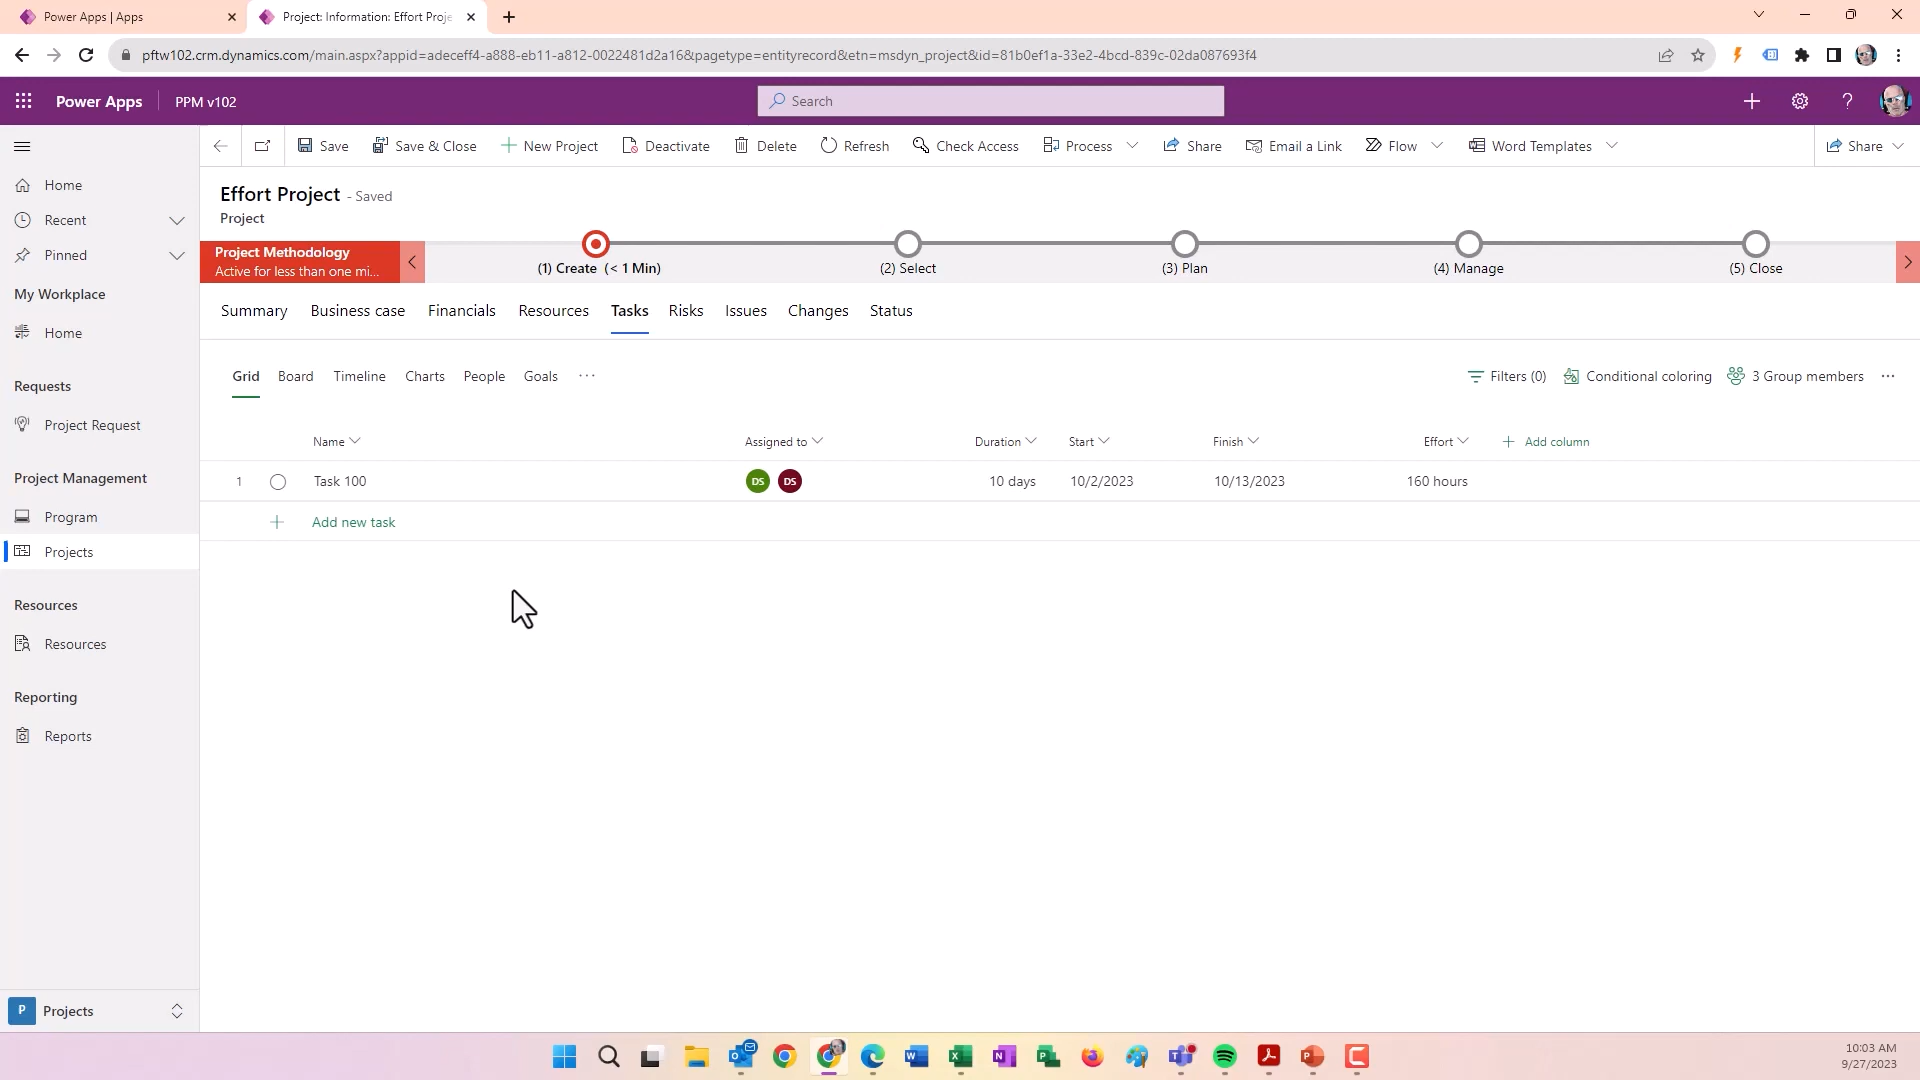 Power Apps | Apps
Project: Information: Effort Proje
pftw102.crm.dynamics.com/main.aspx?appid=adeceff4-a888-eb11-a812-0022481d2a16&pagetype=entityrecord&etn=msdyn_project&id=81b0ef1a-33e2-4bcd-839c-02da087693f4
Power Apps PPM v102 Search
Save Save & Close New Project Deactivate Delete Refresh Check Access Process Share Email a Link Flow Word Templates Share
Home
Recent
Pinned
My Workplace
Home
Requests
Project Request
Project Management
Program
Projects
Resources
Resources
Reporting
Reports
P Projects
Effort Project - Saved
Project
Project Methodology
Active for less than one mi...
(1) Create (< 1 Min) (2) Select (3) Plan (4) Manage (5) Close
Summary Business case Financials Resources Tasks Risks Issues Changes Status
Grid Board Timeline Charts People Goals ... Filters (0) Conditional coloring 3 Group members ...
Name Assigned to Duration Start Finish Effort Add column
1 Task 100 DS DS 10 days 10/2/2023 10/13/2023 160 hours
Add new task
10:03 AM
9/27/2023